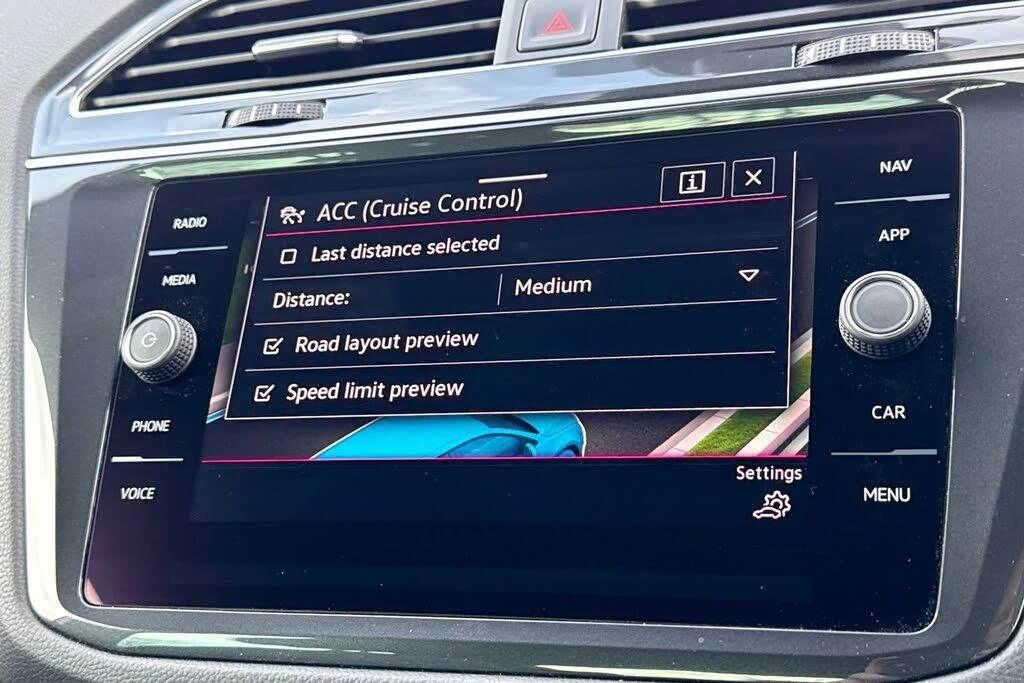 RADIO
MEDIA
PHONE
VOICE
ACC (Cruise Control)
i
Last distance selected
Distance: Medium
Road layout preview
Speed limit preview
Settings
NAV
APP
CAR
MENU